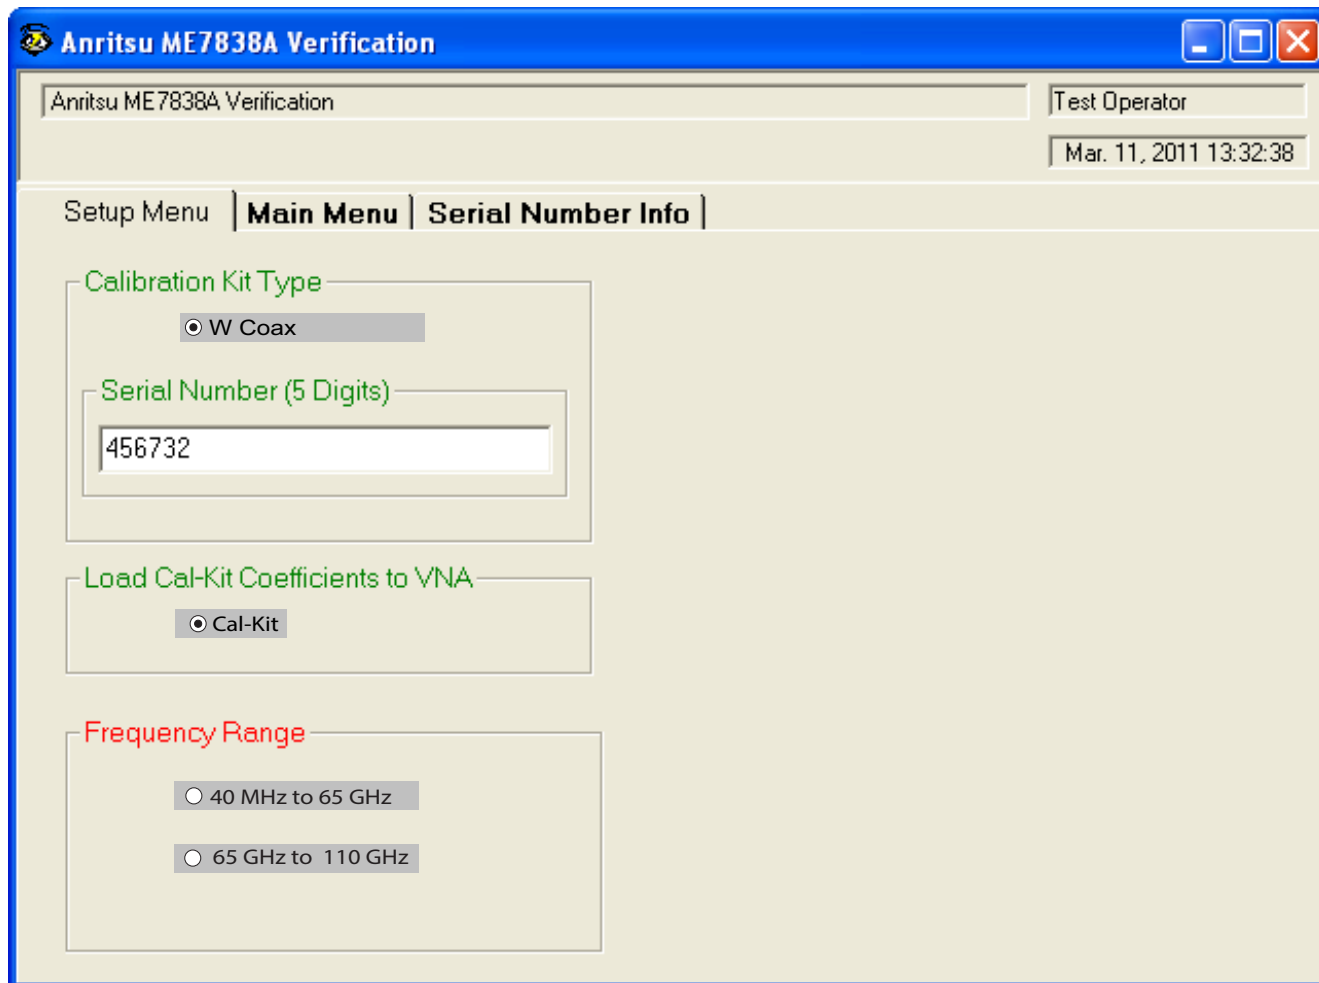 Anritsu ME7838A Verification
Anritsu ME7838A Verification
Test Operator
Mar. 11, 2011 13:32:38
Setup Menu Main Menu Serial Number Info
Calibration Kit Type
W Coax
Serial Number (5 Digits)
456732
Load Cal-Kit Coefficients to VNA
Cal-Kit
Frequency Range
40 MHz to 65 GHz
65 GHz to 110 GHz